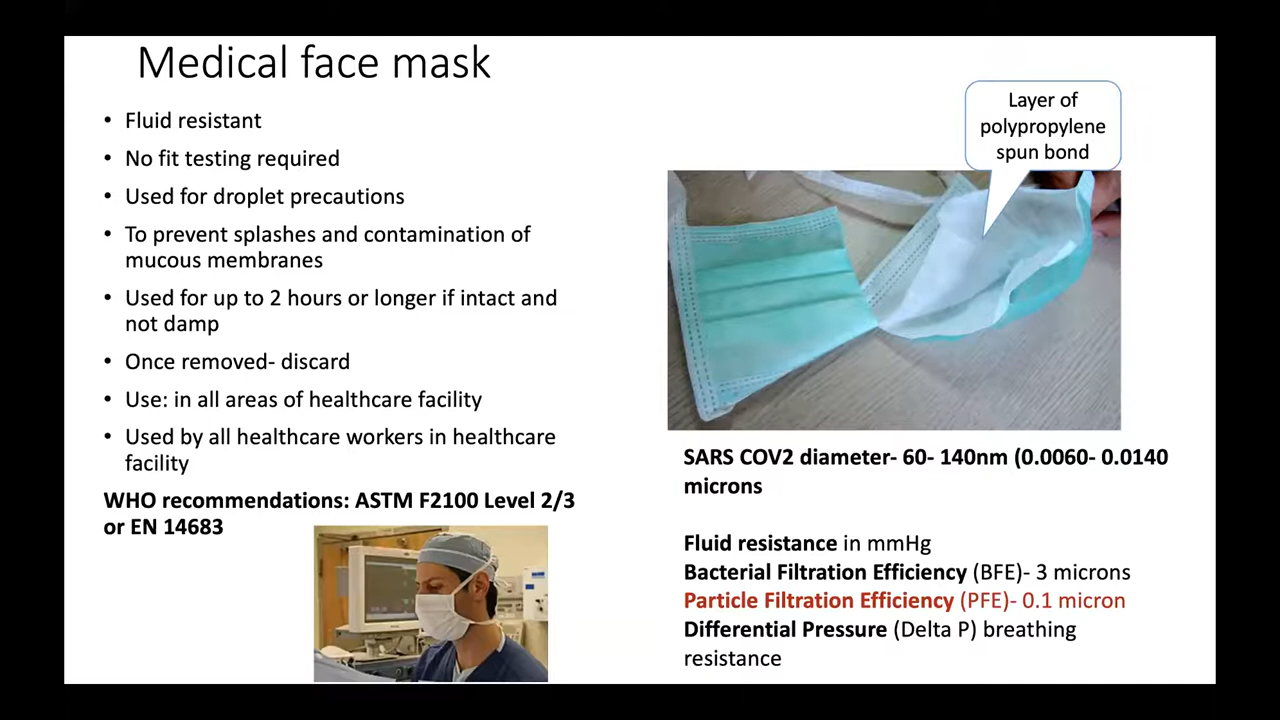 Medical face mask
• Fluid resistant
• No fit testing required
• Used for droplet precautions
• To prevent splashes and contamination of
mucous membranes
• Used for up to 2 hours or longer if intact and
not damp
• Once removed- discard
• Use: in all areas of healthcare facility
• Used by all healthcare workers in healthcare
facility
WHO recommendations: ASTM F2100 Level 2/3
or EN 14683
Layer of
polypropylene
spun bond
SARS COV2 diameter- 60- 140nm (0.0060- 0.0140
microns
Fluid resistance in mmHg
Bacterial Filtration Efficiency (BFE)- 3 microns
Particle Filtration Efficiency (PFE)- 0.1 micron
Differential Pressure (Delta P) breathing
resistance